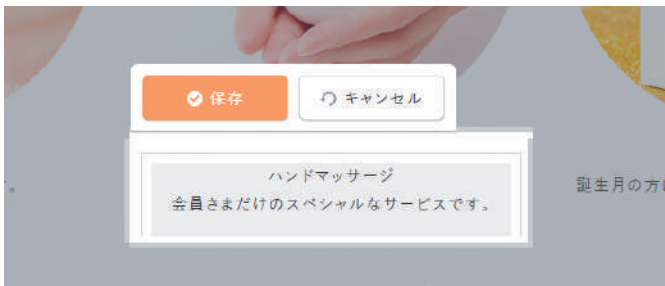 保存
キャンセル
ハンドマッサージ
会員さまだけのスペシャルなサービスです。
す。
誕生月の方に